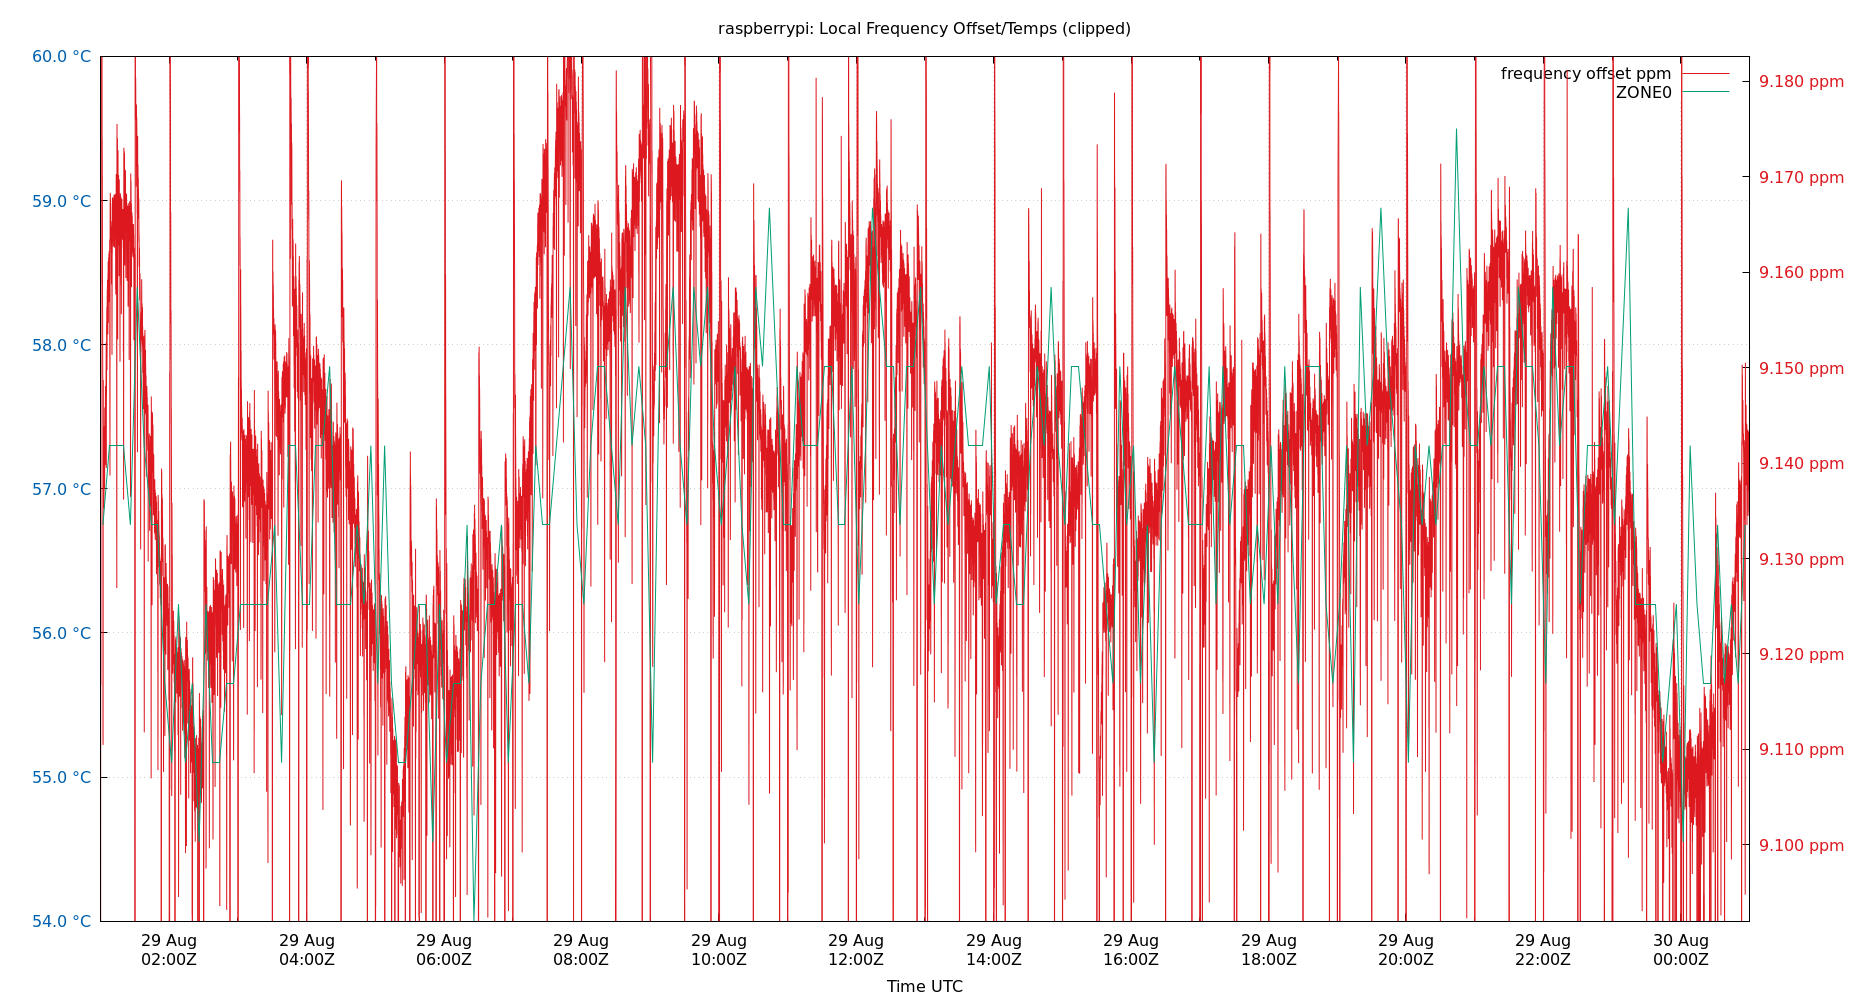 raspberrypi: Local Frequency Offset/Temps (clipped)
60.0 °C
59.0 °C
58.0 °C
57.0 °C
56.0 °C
55.0 °C
54.0 °C
frequency offset ppm
ZONE0
9.180 ppm
9.170 ppm
9.160 ppm
9.150 ppm
9.140 ppm
9.130 ppm
9.120 ppm
9.110 ppm
9.100 ppm
29 Aug
02:00Z
29 Aug
04:00Z
29 Aug
06:00Z
29 Aug
08:00Z
29 Aug
10:00Z
29 Aug
12:00Z
29 Aug
14:00Z
29 Aug
16:00Z
29 Aug
18:00Z
29 Aug
20:00Z
29 Aug
22:00Z
30 Aug
00:00Z
Time UTC